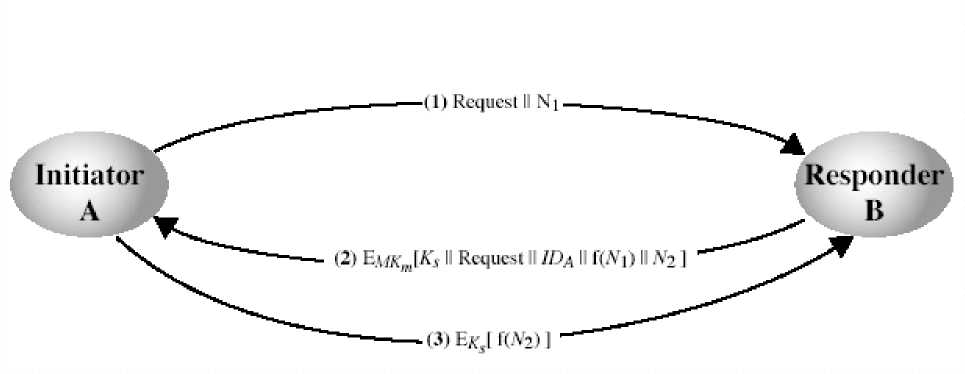 (1) Request || N1
Initiator
A
Responder
B
(2) EMKm[Ks || Request || IDA || f(N1) || N2 ]
(3) EKs[ f(N2) ]